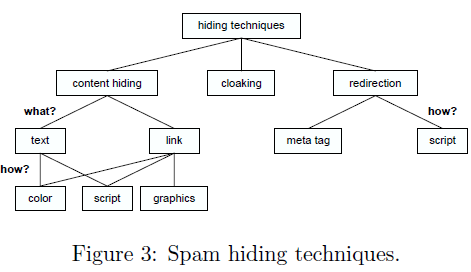 hiding techniques
content hiding
cloaking
redirection
what?
how?
text
link
meta tag
script
how?
color
script
graphics
Figure 3: Spam hiding techniques.